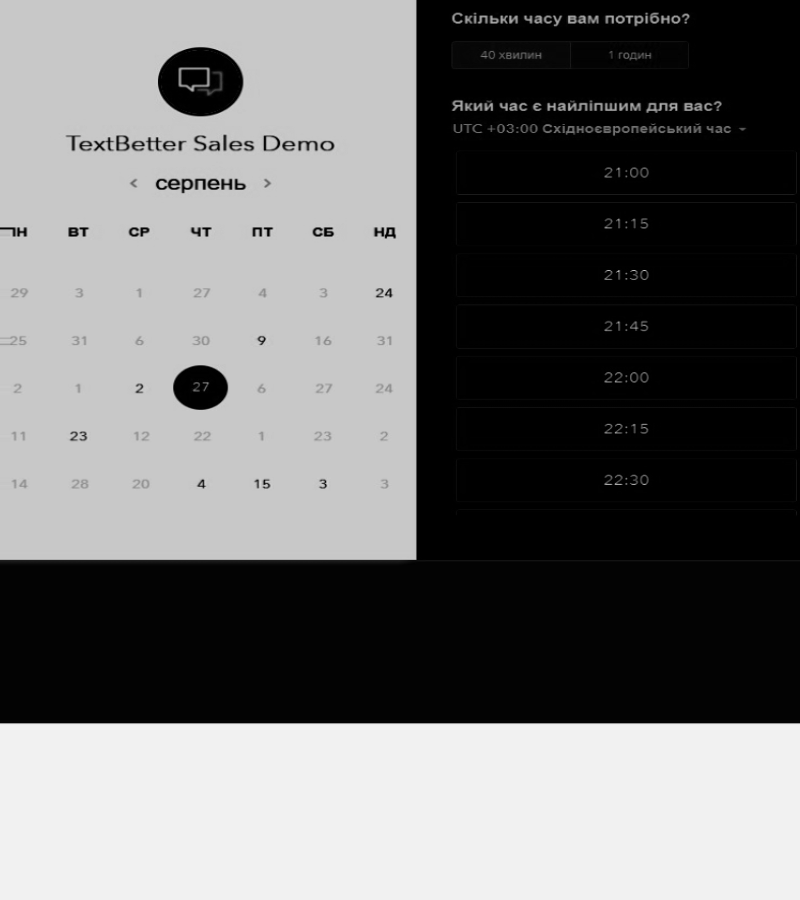 TextBetter Sales Demo
серпень
ПН ВТ СР ЧТ ПТ СБ НД
29 3 1 27 4 3 24
25 31 6 30 9 16 31
2 1 2 27 6 27 24
11 23 12 22 1 23 2
14 28 20 4 15 3 3
Скільки часу вам потрібно?
40 хвилин 1 годин
Який час є найліпшим для вас?
UTC +03:00 Східноєвропейський час
21:00
21:15
21:30
21:45
22:00
22:15
22:30